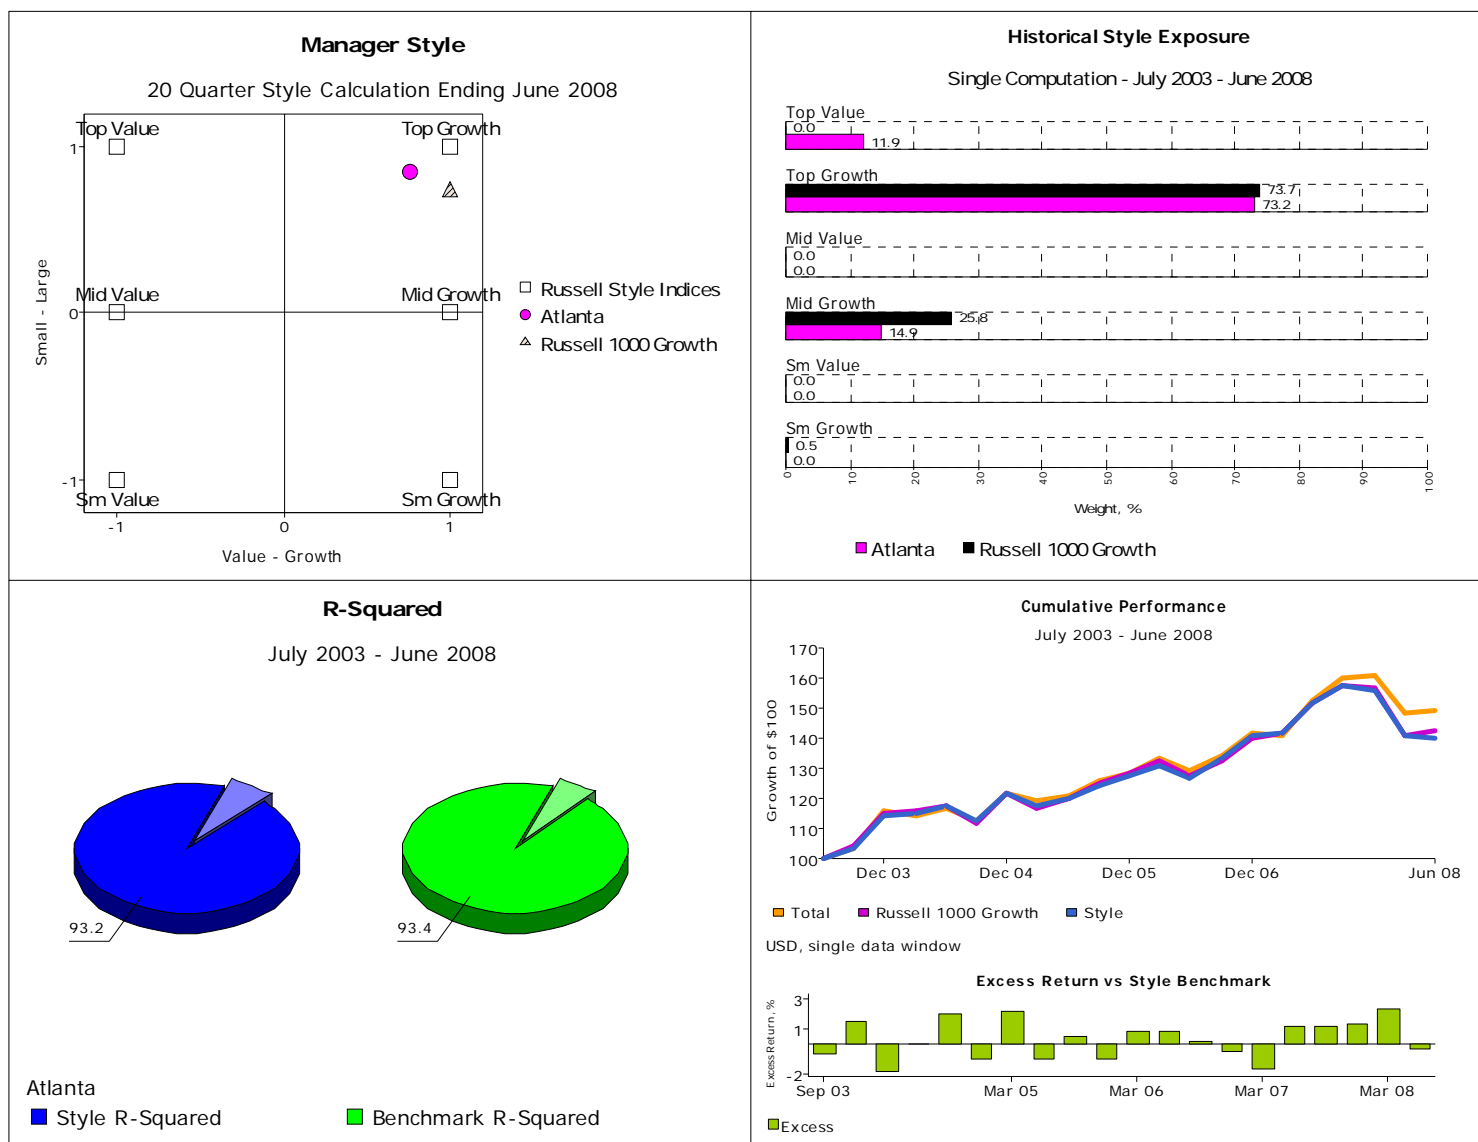 Manager Style
20 Quarter Style Calculation Ending June 2008
Top Value
Top Growth
1
Mid Value
Mid Growth
0
-1
Sm Value
Sm Growth
-1
0
1
Small - Large
Value - Growth
Russell Style Indices
Atlanta
Russell 1000 Growth
Historical Style Exposure
Single Computation - July 2003 - June 2008
Top Value
0.0
11.9
Top Growth
73.7
73.2
Mid Value
0.0
0.0
Mid Growth
25.8
14.9
Sm Value
0.0
0.0
Sm Growth
0.5
0.0
0 10 20 30 40 50 60 70 80 90 100
Weight, %
Atlanta Russell 1000 Growth
R-Squared
July 2003 - June 2008
93.2
93.4
Atlanta
Style R-Squared Benchmark R-Squared
Cumulative Performance
July 2003 - June 2008
170
160
150
140
130
120
110
100
Growth of $100
Dec 03 Dec 04 Dec 05 Dec 06 Jun 08
Total Russell 1000 Growth Style
USD, single data window
Excess Return vs Style Benchmark
3
1
-2
Excess Return, %
Sep 03 Mar 05 Mar 06 Mar 07 Mar 08
Excess